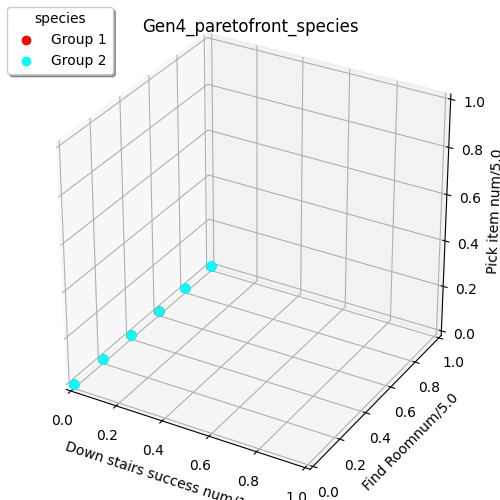 Gen4_paretofront_species
species
Group 1
Group 2
1.0
0.8
0.6
0.4
0.2
0.0
Pick item num/5.0
1.0
0.8
0.6
0.4
0.2
0.0
Find Roomnum/5.0
0.0
0.2
0.4
0.6
0.8
1.0
Down stairs success num/